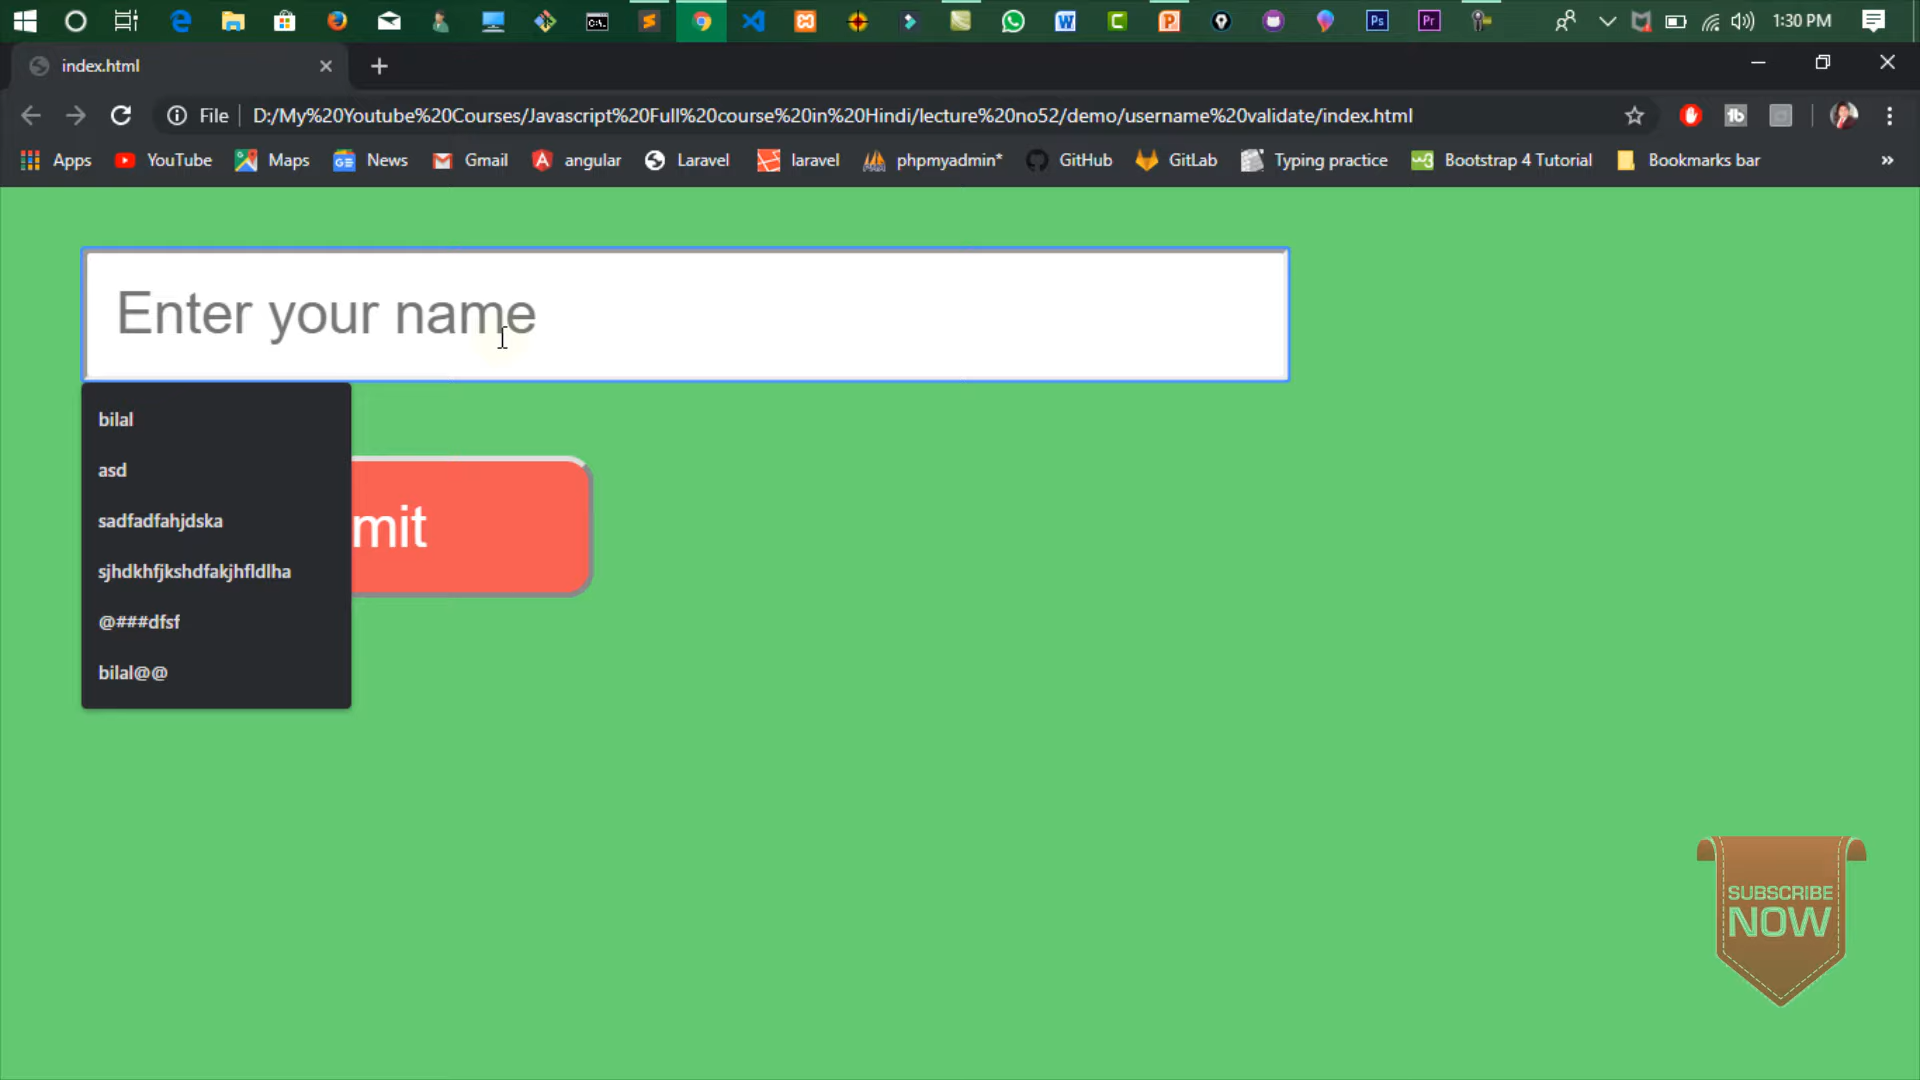 1:30 PM
index.html
File D:/My%20Youtube%20Courses/Javascript%20Full%20course%20in%20Hindi/lecture%20no52/demo/username%20validate/index.html
Apps YouTube Maps News Gmail angular Laravel laravel phpmyadmin* GitHub GitLab Typing practice Bootstrap 4 Tutorial Bookmarks bar
Enter your name
bilal
asd
mit
sadfadfahjdska
sjhdkhfjkshdfakjhfldlha
@###dfsf
bilal@@
SUBSCRIBE
NOW